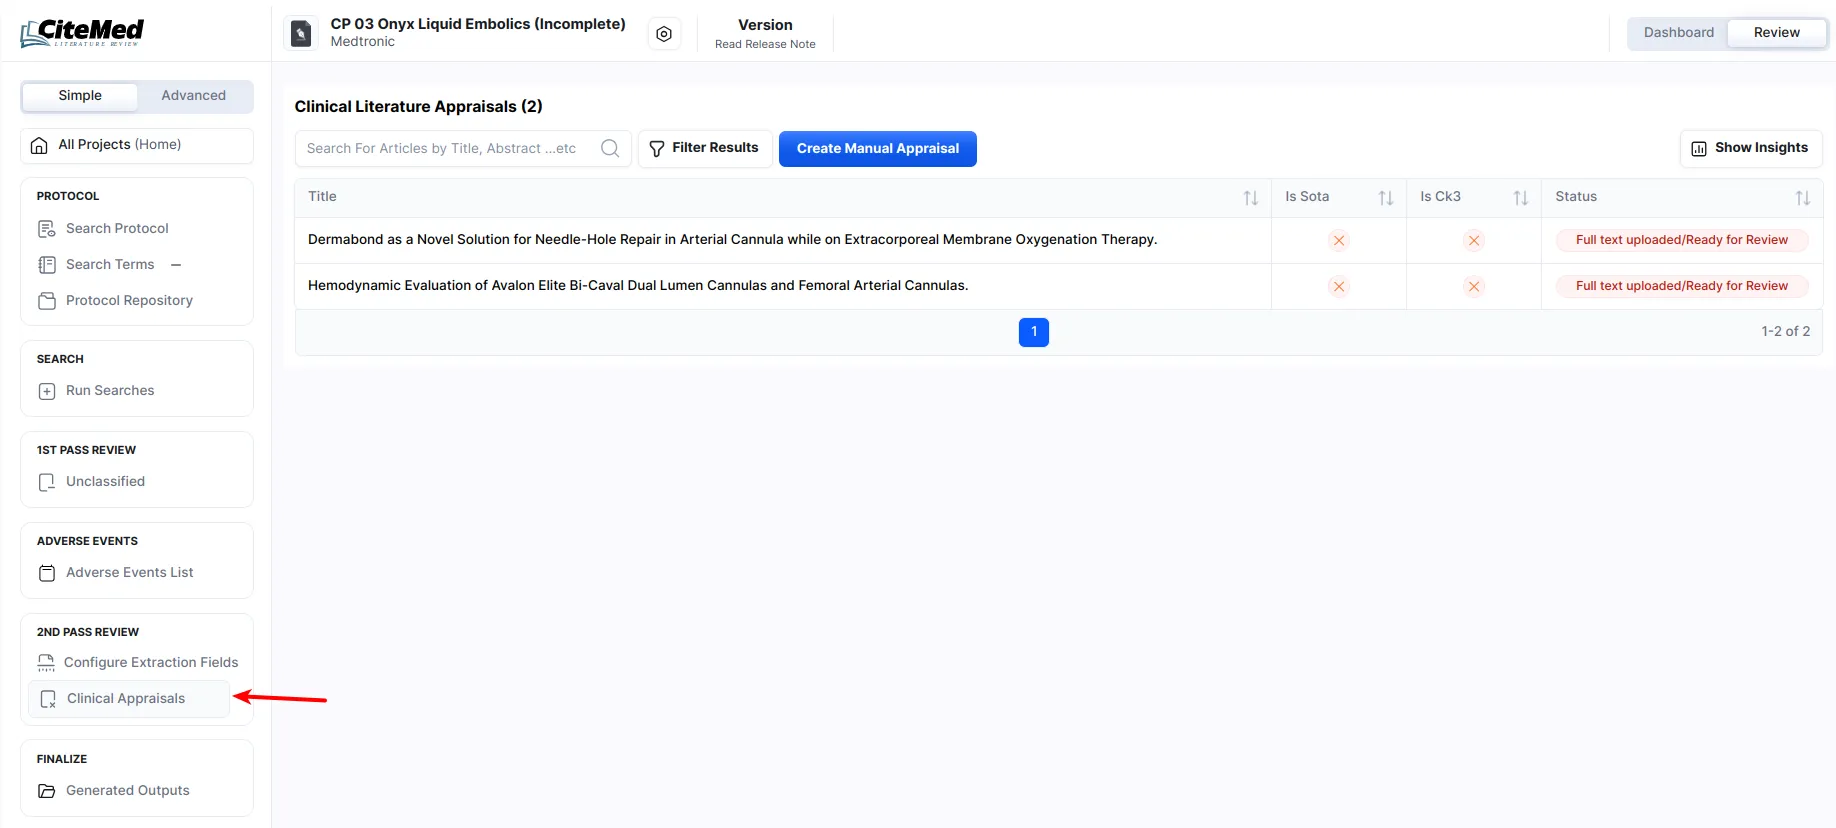 CiteMed
LITERATURE REVIEW
CP 03 Onyx Liquid Embolics (Incomplete)
Medtronic
Version
Read Release Note
Dashboard
Review
Simple
Advanced
All Projects (Home)
PROTOCOL
Search Protocol
Search Terms
Protocol Repository
SEARCH
Run Searches
1ST PASS REVIEW
Unclassified
ADVERSE EVENTS
Adverse Events List
2ND PASS REVIEW
Configure Extraction Fields
Clinical Appraisals
FINALIZE
Generated Outputs
Clinical Literature Appraisals (2)
Search For Articles by Title, Abstract ...etc
Filter Results
Create Manual Appraisal
Show Insights
Title
Is Sota
Is Ck3
Status
Dermabond as a Novel Solution for Needle-Hole Repair in Arterial Cannula while on Extracorporeal Membrane Oxygenation Therapy.
Full text uploaded/Ready for Review
Hemodynamic Evaluation of Avalon Elite Bi-Caval Dual Lumen Cannulas and Femoral Arterial Cannulas.
Full text uploaded/Ready for Review
1
1-2 of 2